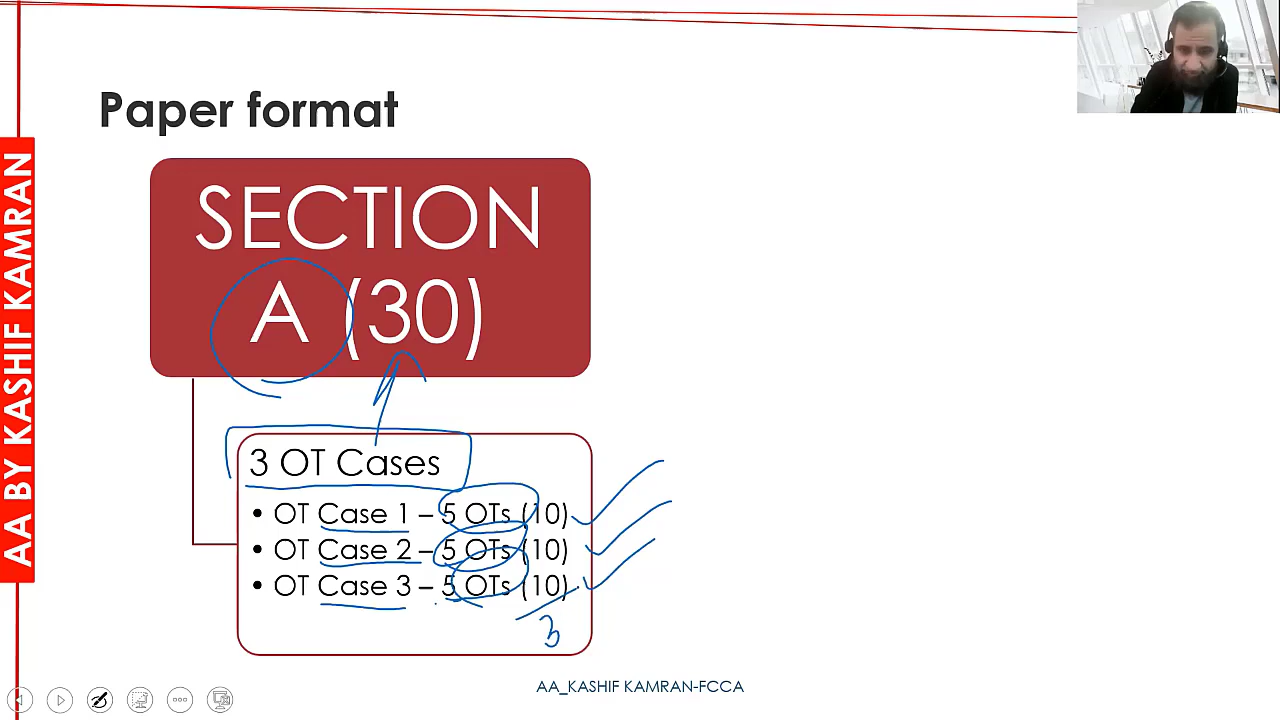 Paper format
AA BY KASHIF KAMRAN
SECTION
A (30)
3 OT Cases
• OT Case 1 – 5 OTs (10)
• OT Case 2 – 5 OTs (10)
• OT Case 3 – 5 OTs (10)
3
AA_KASHIF KAMRAN-FCCA